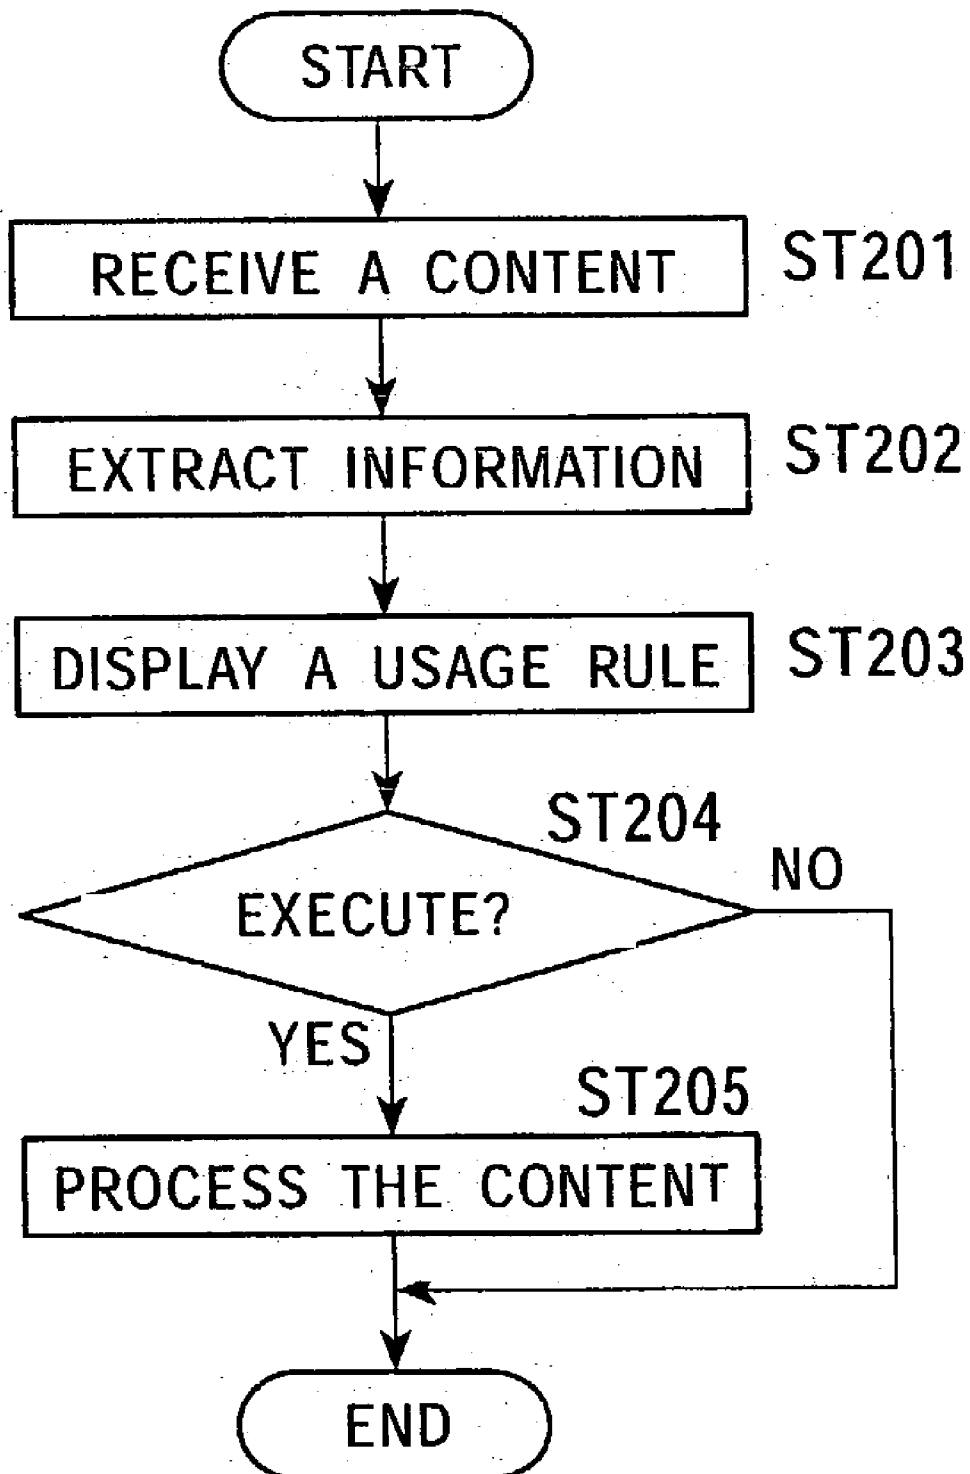 START
RECEIVE A CONTENT ST201
EXTRACT INFORMATION ST202
DISPLAY A USAGE RULE ST203
ST204
NO
EXECUTE?
YES
ST205
PROCESS THE CONTENT
END